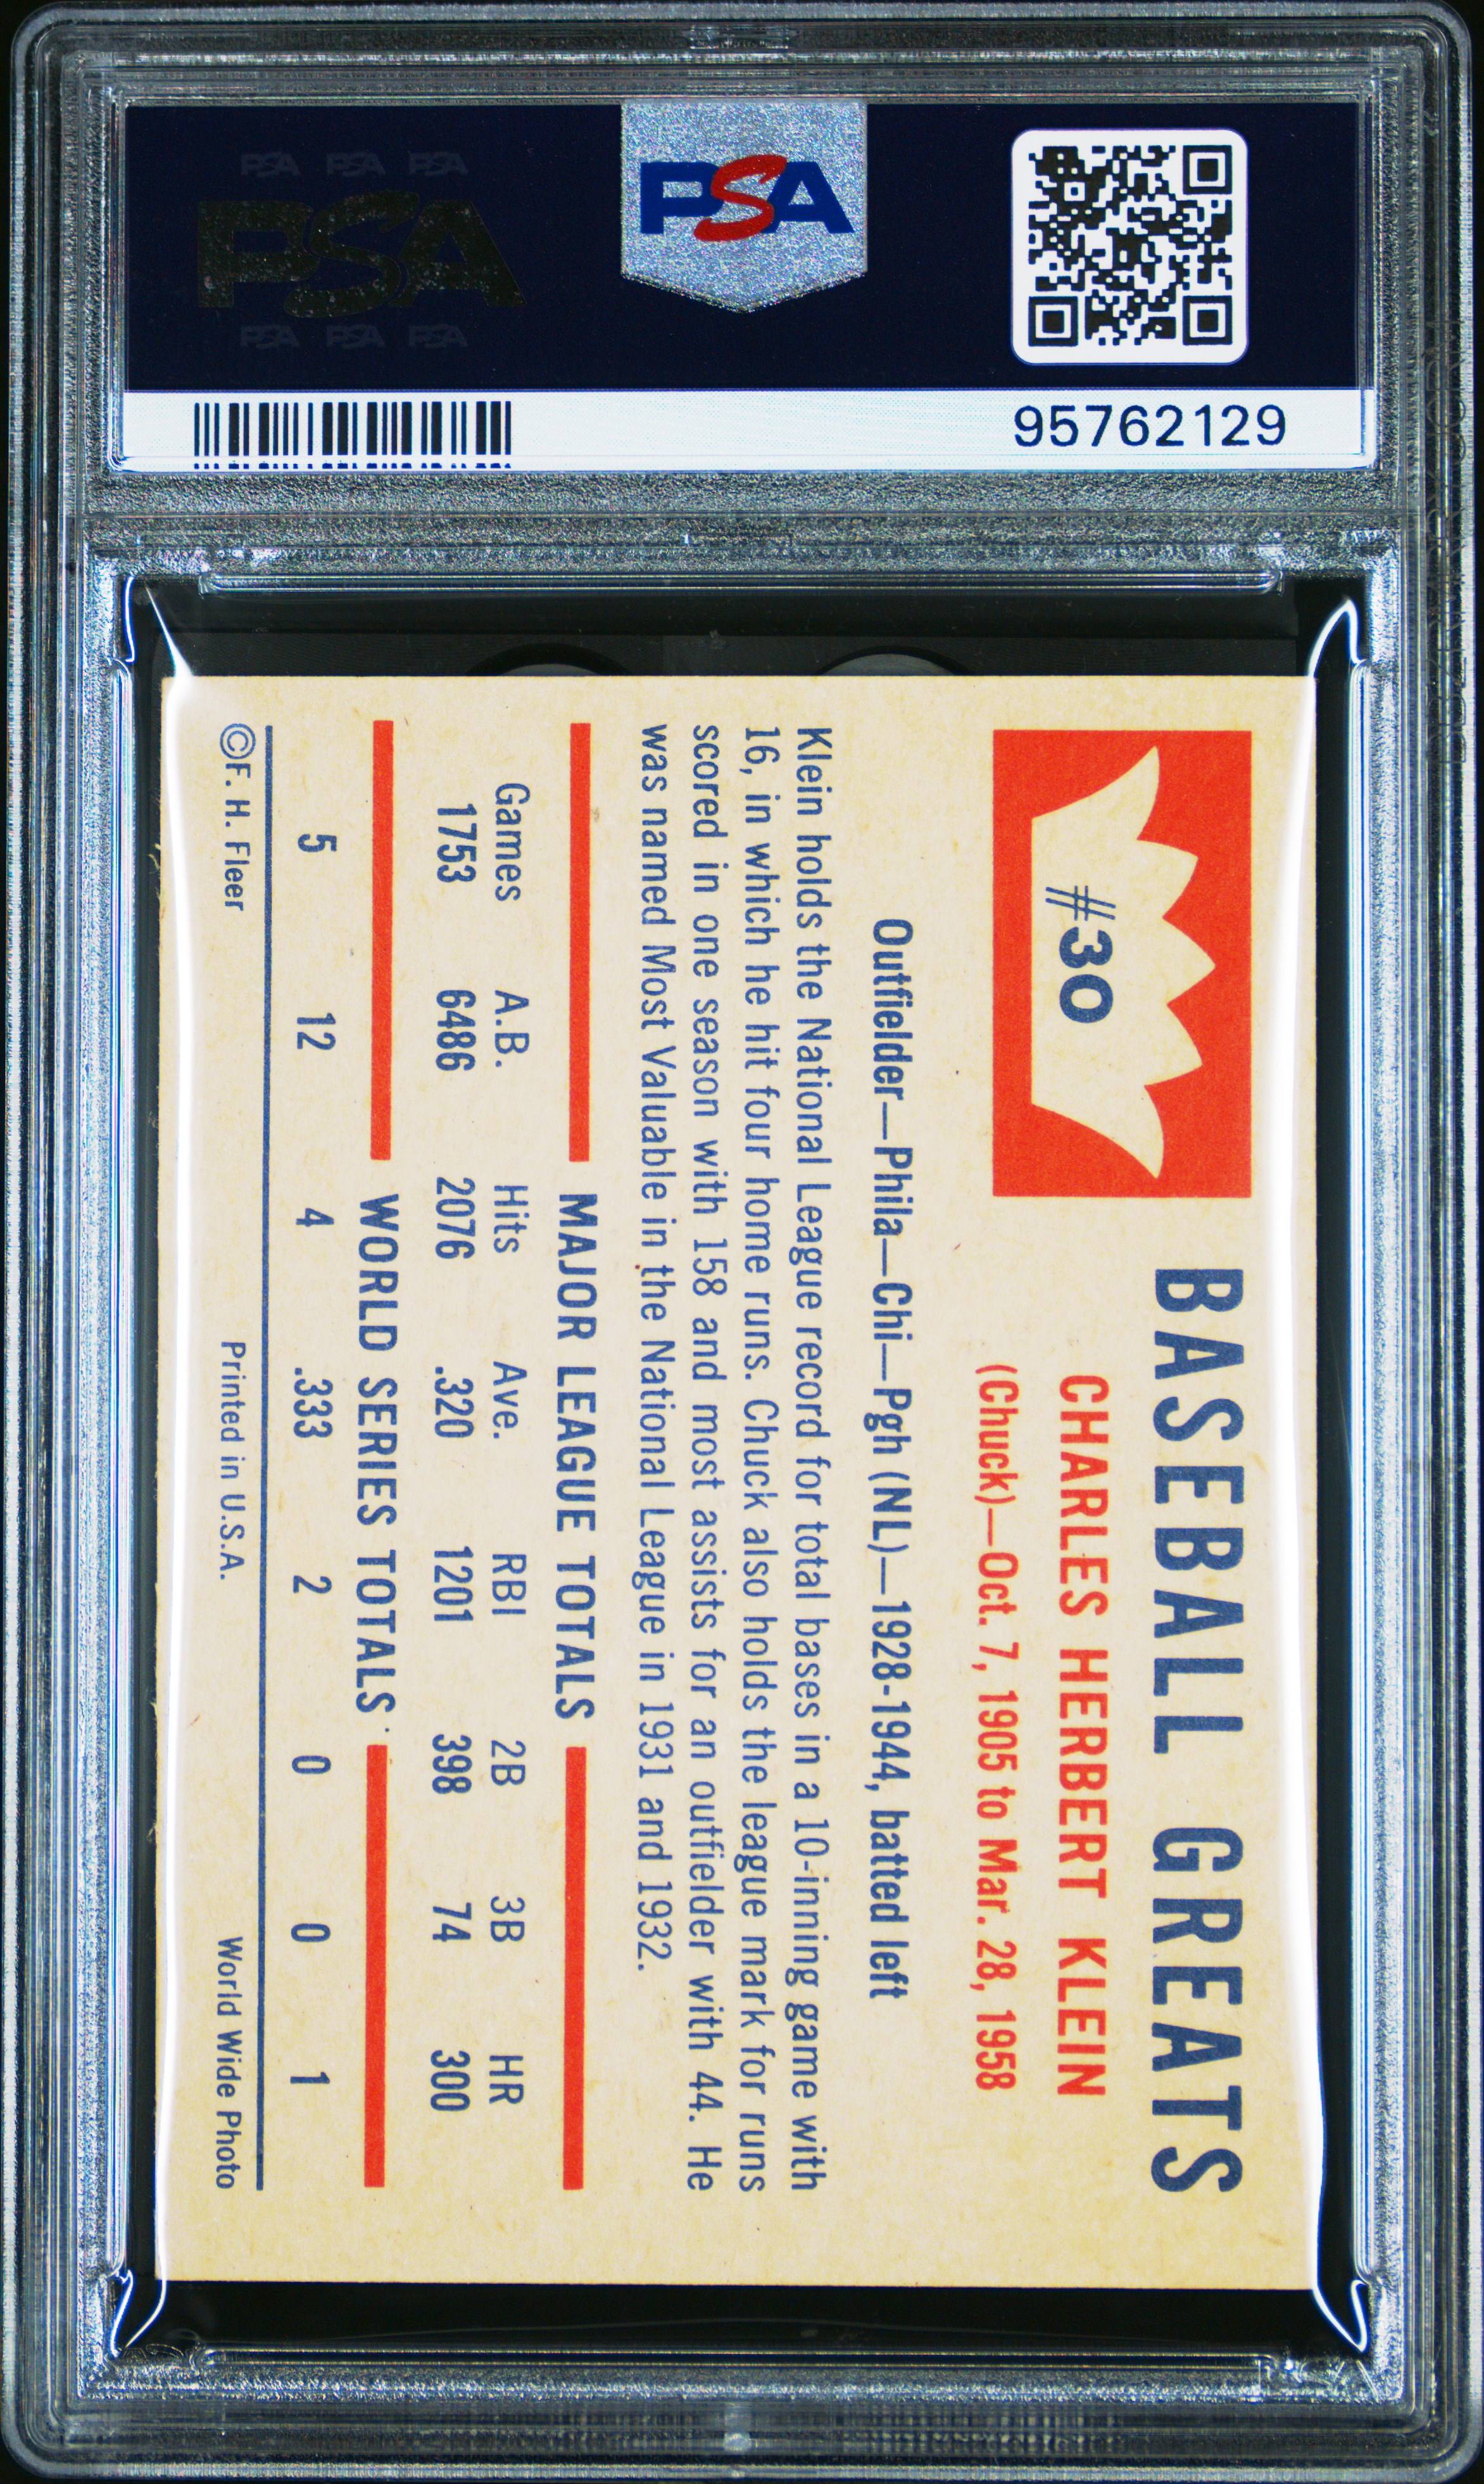 PSA PSA PSA
PSA
PSA PSA PSA
PSA
95762129
#30
BASEBALL GREATS
CHARLES HERBERT KLEIN
(Chuck)—Oct. 7, 1905 to Mar. 28, 1958
Outfielder—Phila—Chi—Pgh (NL)—1928-1944, batted left
Klein holds the National League record for total bases in a 10-inning game with
16, in which he hit four home runs. Chuck also holds the league mark for runs
scored in one season with 158 and most assists for an outfielder with 44. He
was named Most Valuable in the National League in 1931 and 1932.
MAJOR LEAGUE TOTALS
Games A.B. Hits Ave. RBI 2B 3B HR
1753 6486 2076 .320 1201 398 74 300
WORLD SERIES TOTALS
5 12 4 .333 2 0 0 1
©F. H. Fleer Printed in U.S.A. World Wide Photo